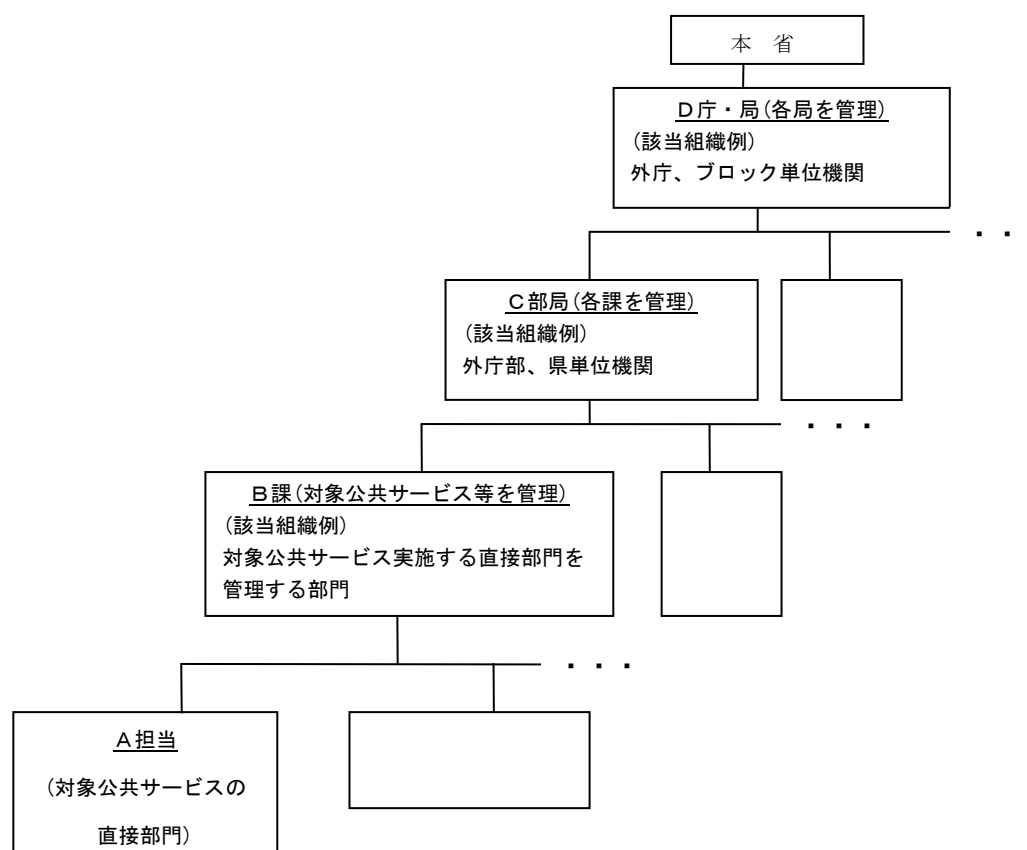 本　省
Ｄ庁・局(各局を管理)
(該当組織例)
外庁、ブロック単位機関
・・
Ｃ部局(各課を管理)
(該当組織例)
外庁部、県単位機関
・・・
Ｂ課(対象公共サービス等を管理)
(該当組織例)
対象公共サービス実施する直接部門を
管理する部門
・・・
Ａ担当
(対象公共サービスの
直接部門)